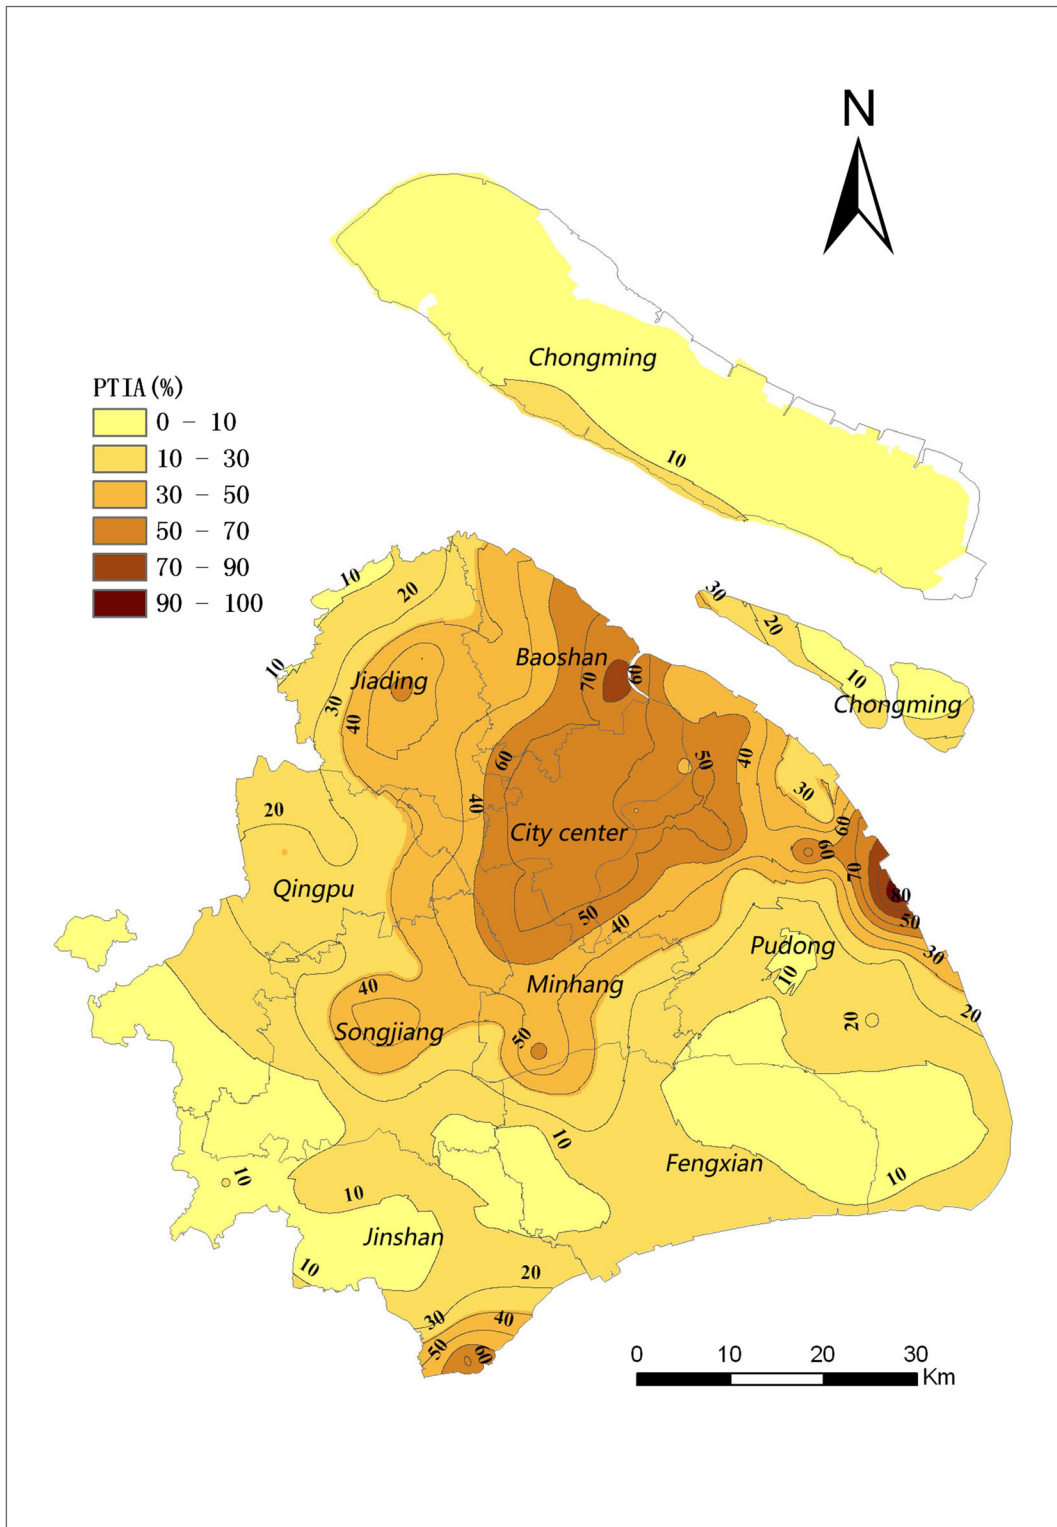 N
Chongming
10
PTIA(%)
0 - 10
10 - 30
30 - 50
50 - 70
70 - 90
90 - 100
10
20
30
20
10
Chongming
10
Jiading
30
40
Baoshan
70
60
60
50
40
30
40
City center
60
60
70
80
50
30
20
20
Qingpu
50
40
Pudong
10
20
40
Songjiang
Minhang
50
10
Fengxian
10
10
10
Jinshan
10
20
30
40
50
60
0 10 20 30
Km